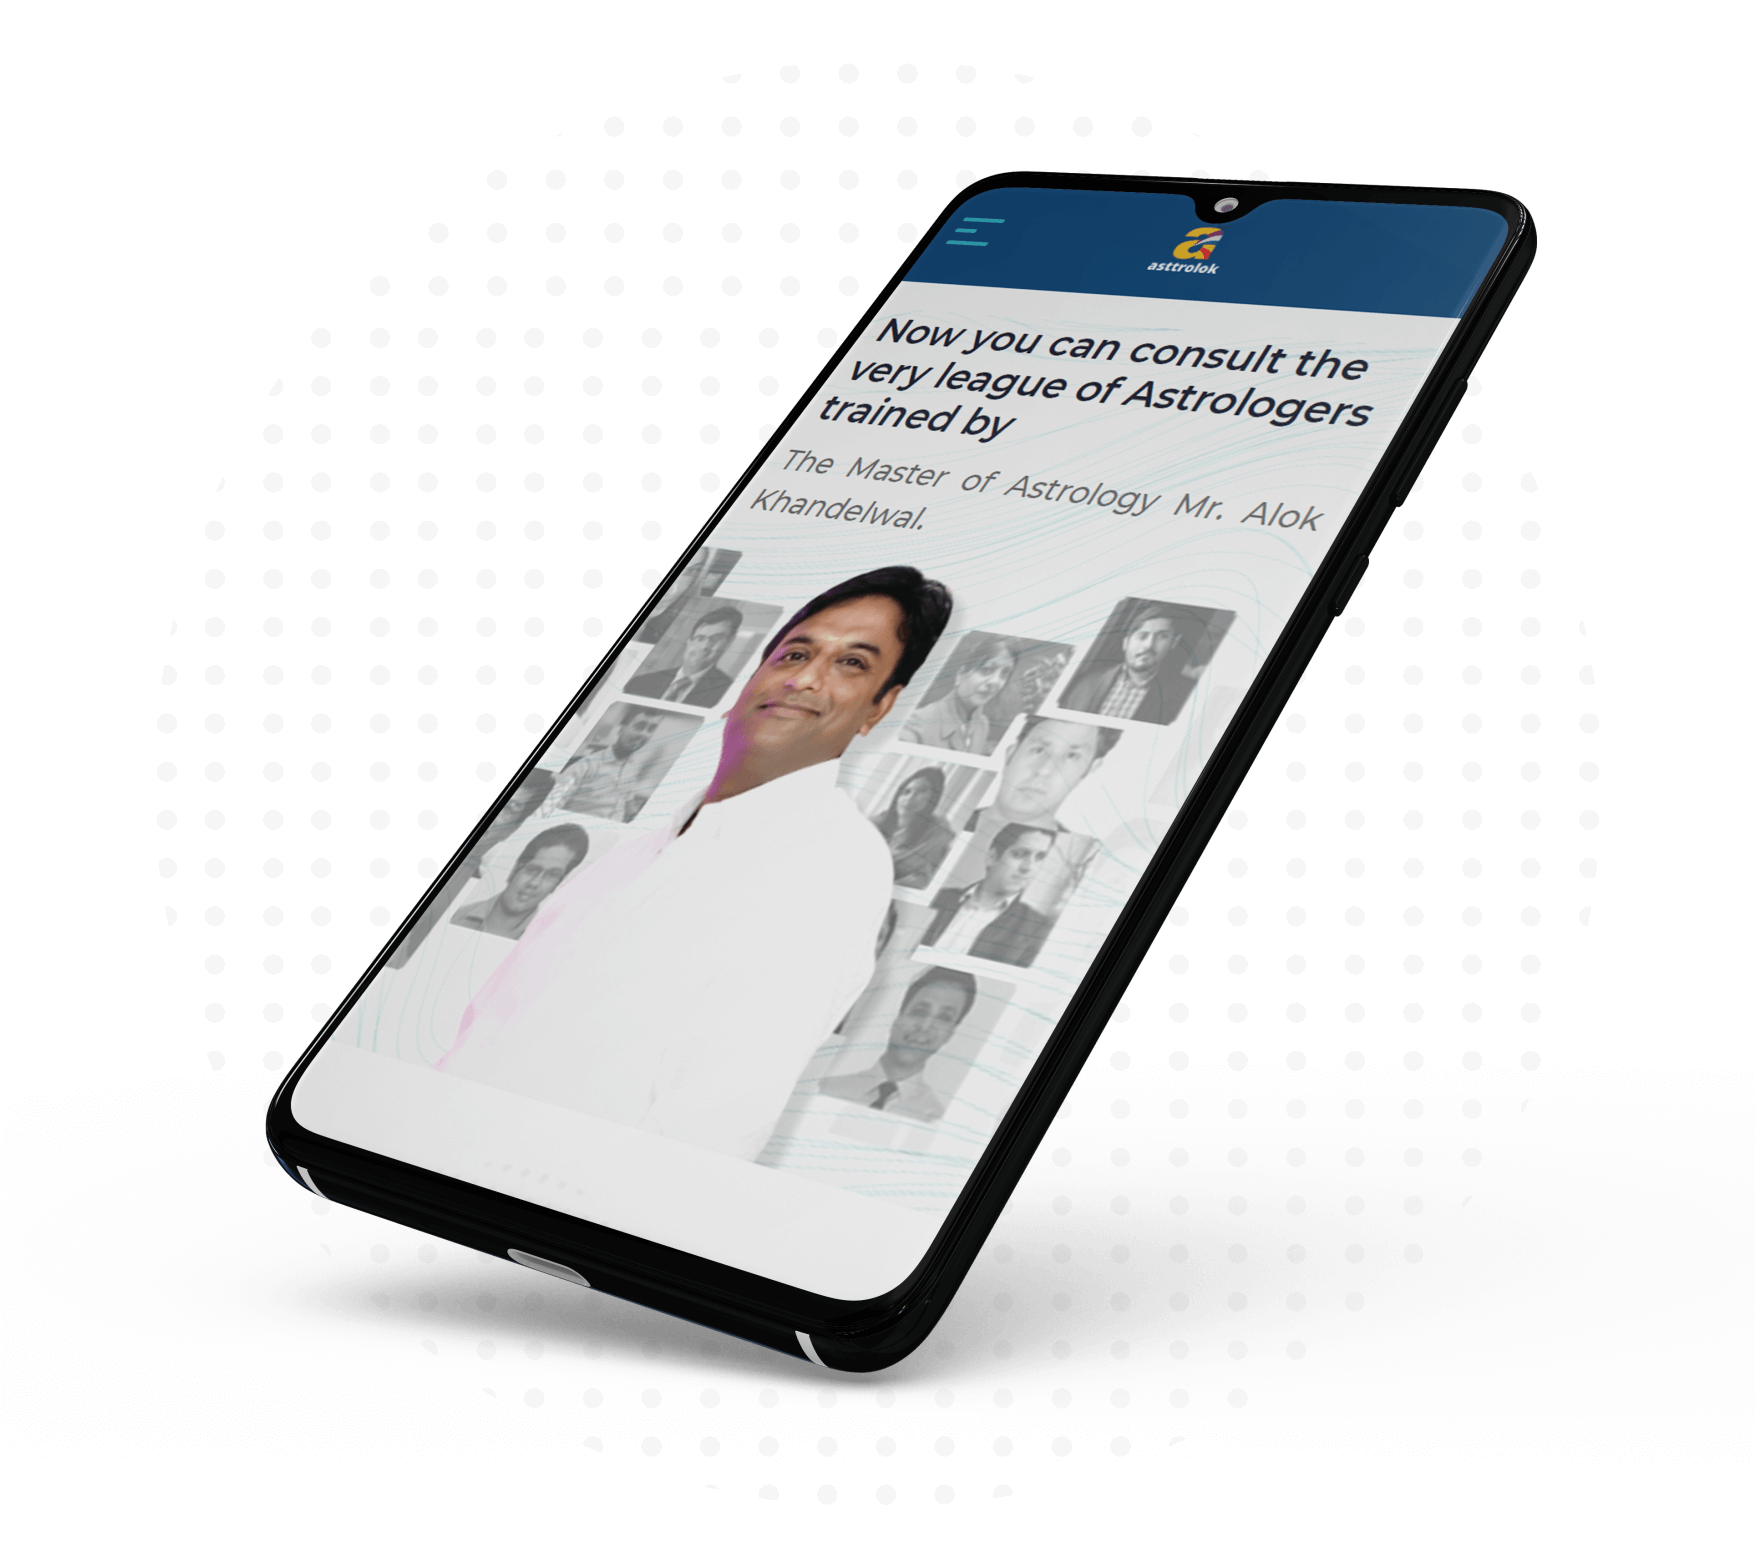 asttrolok
Now you can consult the
very league of Astrologers
trained by
The Master of Astrology Mr. Alok
Khandelwal.